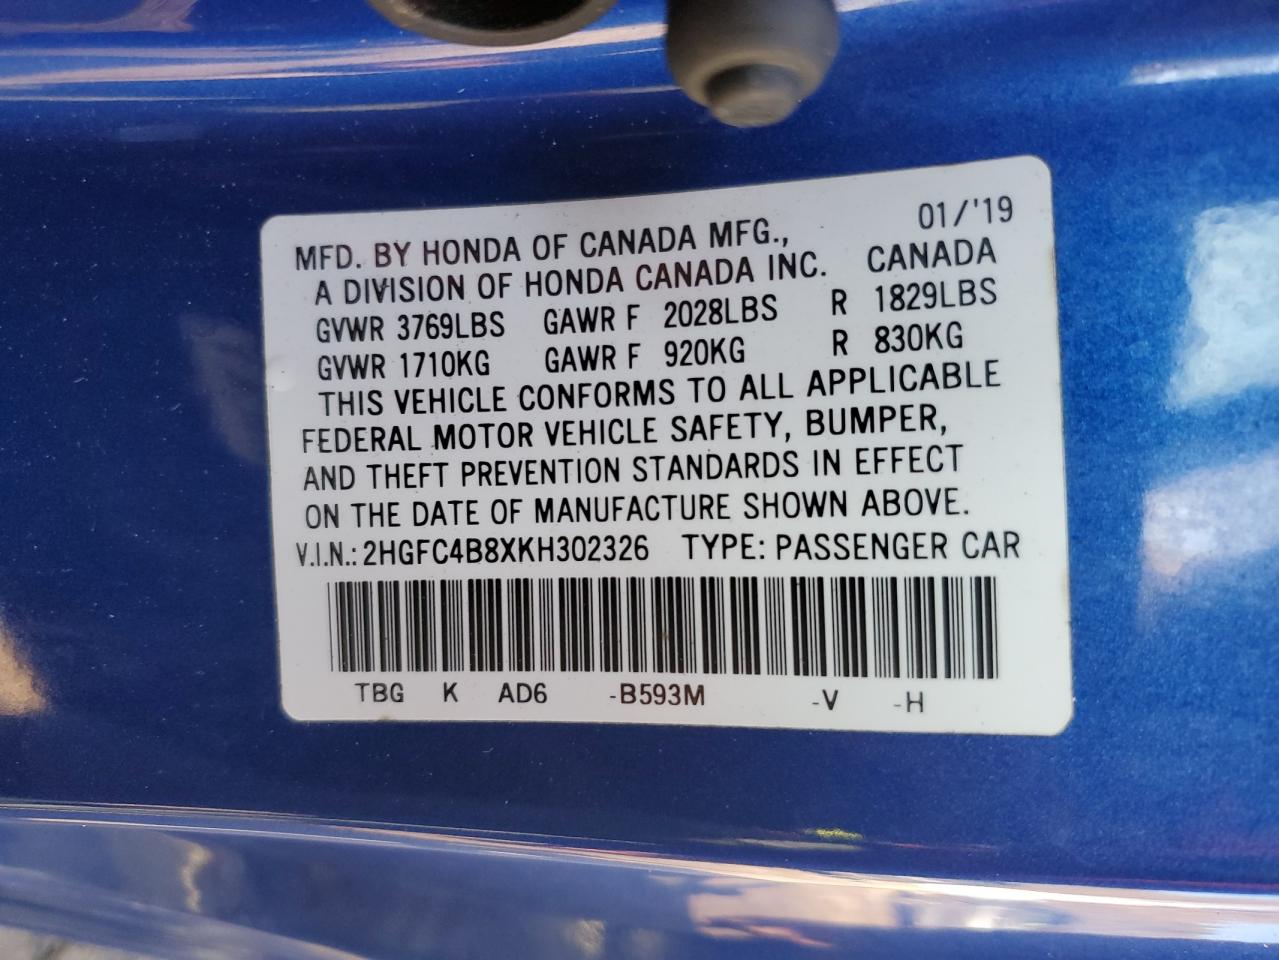 01/'19
MFD. BY HONDA OF CANADA MFG.,
A DIVISION OF HONDA CANADA INC. CANADA
GVWR 3769LBS GAWR F 2028LBS R 1829LBS
GVWR 1710KG GAWR F 920KG R 830KG
THIS VEHICLE CONFORMS TO ALL APPLICABLE
FEDERAL MOTOR VEHICLE SAFETY, BUMPER,
AND THEFT PREVENTION STANDARDS IN EFFECT
ON THE DATE OF MANUFACTURE SHOWN ABOVE.
V.I.N.: 2HGFC4B8XKH302326 TYPE: PASSENGER CAR
TBG K AD6 -B593M -V -H